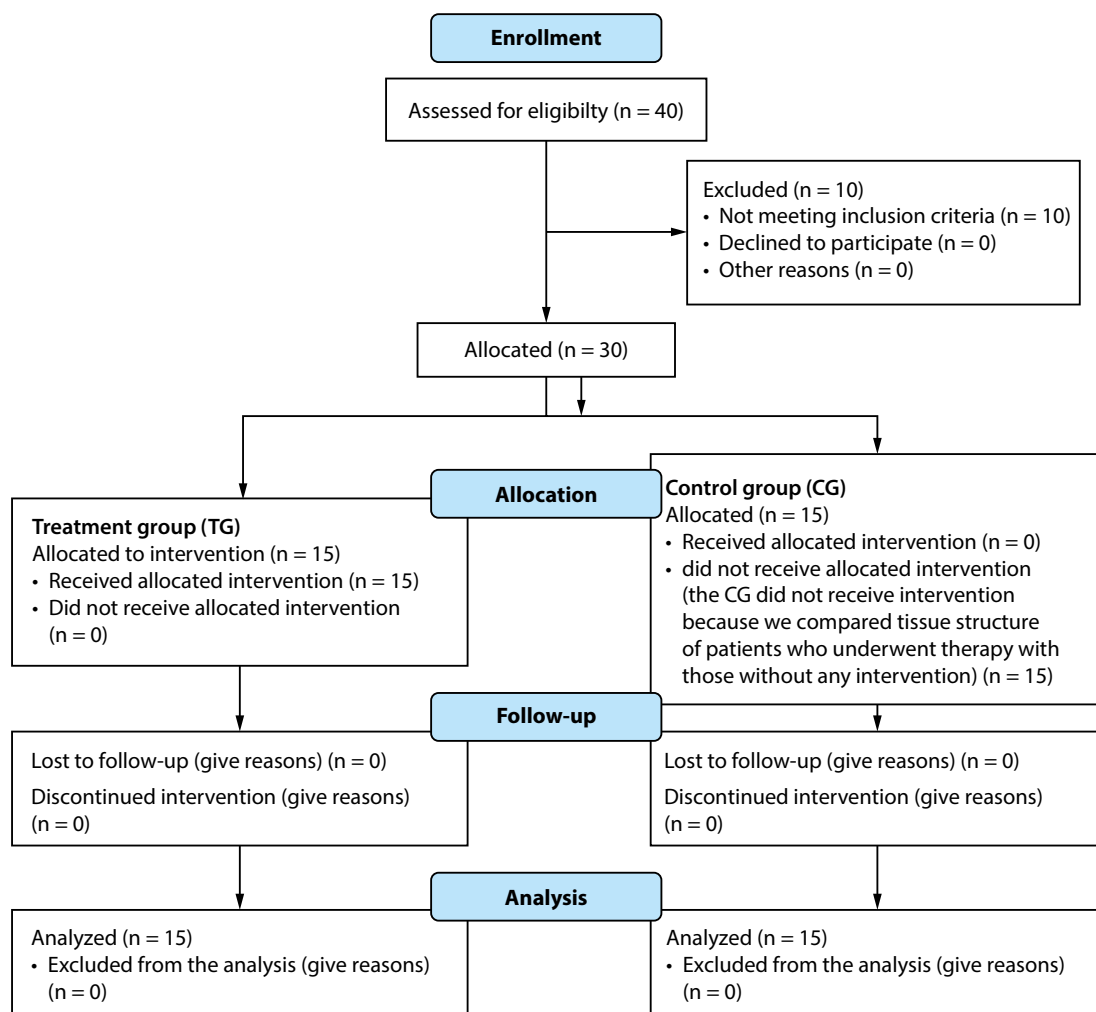 Enrollment
Assessed for eligibilty (n = 40)
Excluded (n = 10)
• Not meeting inclusion criteria (n = 10)
• Declined to participate (n = 0)
• Other reasons (n = 0)
Allocated (n = 30)
Allocation
Treatment group (TG)
Allocated to intervention (n = 15)
• Received allocated intervention (n = 15)
• Did not receive allocated intervention
(n = 0)
Control group (CG)
Allocated (n = 15)
• Received allocated intervention (n = 0)
• did not receive allocated intervention
(the CG did not receive intervention
because we compared tissue structure
of patients who underwent therapy with
those without any intervention) (n = 15)
Follow-up
Lost to follow-up (give reasons) (n = 0)
Discontinued intervention (give reasons)
(n = 0)
Lost to follow-up (give reasons) (n = 0)
Discontinued intervention (give reasons)
(n = 0)
Analysis
Analyzed (n = 15)
• Excluded from the analysis (give reasons)
(n = 0)
Analyzed (n = 15)
• Excluded from the analysis (give reasons)
(n = 0)